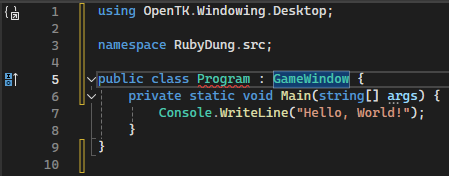 1 using OpenTK.Windowing.Desktop;
2
3 namespace RubyDung.src;
4
5 public class Program : GameWindow {
6 private static void Main(string[] args) {
7 Console.WriteLine("Hello, World!");
8 }
9 }
10